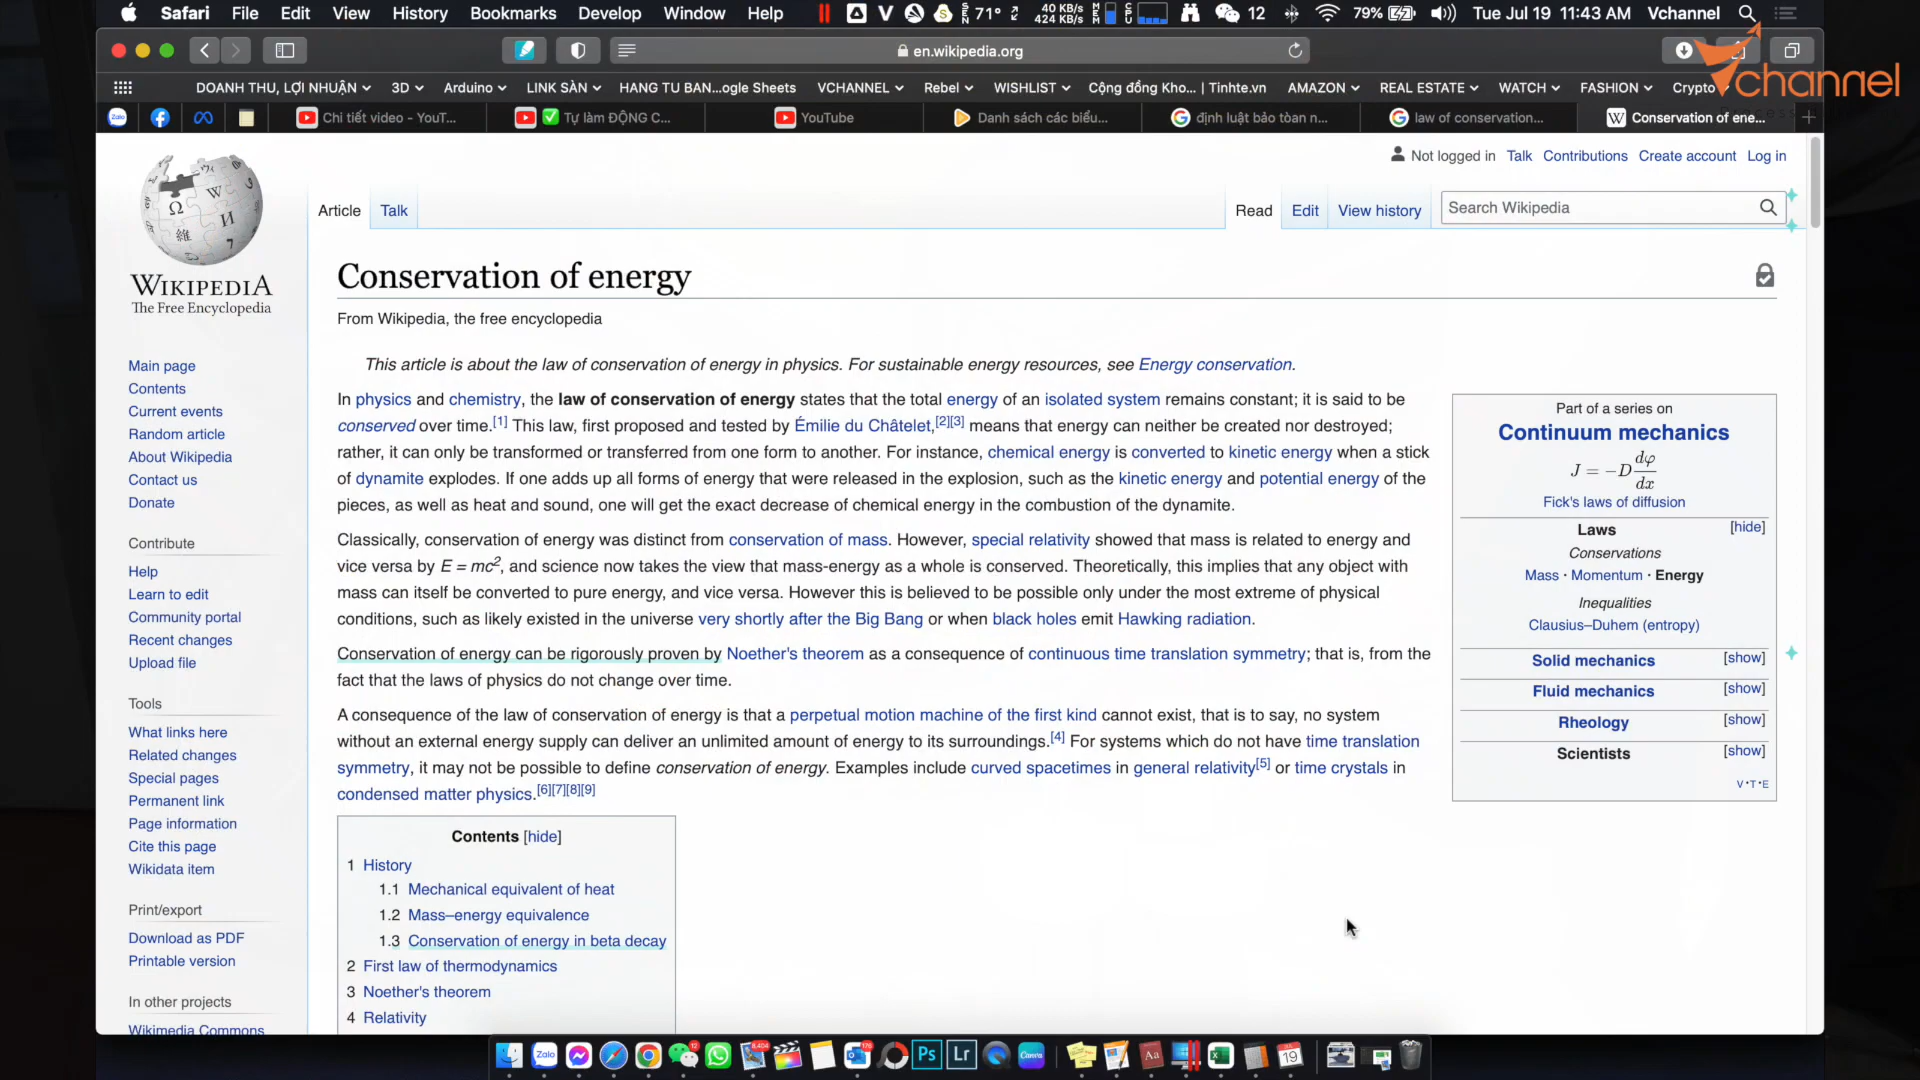 Safari File Edit View History Bookmarks Develop Window Help
71° 40 KB/s 424 KB/s 12 79% Tue Jul 19 11:43 AM Vchannel
en.wikipedia.org
Vchannel
DOANH THU, LỢI NHUẬN 3D Arduino LINK SÀN HANG TU BAN...ogle Sheets VCHANNEL Rebel WISHLIST Cộng đồng Kho... | Tinhte.vn AMAZON REAL ESTATE WATCH FASHION Crypto
Zalo Chi tiết video - YouT... Tự làm ĐỘNG C... YouTube Danh sách các biểu... định luật bảo tòan n... law of conservation... W Conservation of ene...
Not logged in Talk Contributions Create account Log in
Article Talk Read Edit View history Search Wikipedia
WIKIPEDIA
The Free Encyclopedia
Main page
Contents
Current events
Random article
About Wikipedia
Contact us
Donate
Contribute
Help
Learn to edit
Community portal
Recent changes
Upload file
Tools
What links here
Related changes
Special pages
Permanent link
Page information
Cite this page
Wikidata item
Print/export
Download as PDF
Printable version
In other projects
Wikimedia Commons
Conservation of energy
From Wikipedia, the free encyclopedia
This article is about the law of conservation of energy in physics. For sustainable energy resources, see Energy conservation.
In physics and chemistry, the law of conservation of energy states that the total energy of an isolated system remains constant; it is said to be
conserved over time.[1] This law, first proposed and tested by Émilie du Châtelet,[2][3] means that energy can neither be created nor destroyed;
rather, it can only be transformed or transferred from one form to another. For instance, chemical energy is converted to kinetic energy when a stick
of dynamite explodes. If one adds up all forms of energy that were released in the explosion, such as the kinetic energy and potential energy of the
pieces, as well as heat and sound, one will get the exact decrease of chemical energy in the combustion of the dynamite.
Classically, conservation of energy was distinct from conservation of mass. However, special relativity showed that mass is related to energy and
vice versa by E = mc², and science now takes the view that mass-energy as a whole is conserved. Theoretically, this implies that any object with
mass can itself be converted to pure energy, and vice versa. However this is believed to be possible only under the most extreme of physical
conditions, such as likely existed in the universe very shortly after the Big Bang or when black holes emit Hawking radiation.
Conservation of energy can be rigorously proven by Noether's theorem as a consequence of continuous time translation symmetry; that is, from the
fact that the laws of physics do not change over time.
A consequence of the law of conservation of energy is that a perpetual motion machine of the first kind cannot exist, that is to say, no system
without an external energy supply can deliver an unlimited amount of energy to its surroundings.[4] For systems which do not have time translation
symmetry, it may not be possible to define conservation of energy. Examples include curved spacetimes in general relativity[5] or time crystals in
condensed matter physics.[6][7][8][9]
Contents [hide]
1 History
1.1 Mechanical equivalent of heat
1.2 Mass–energy equivalence
1.3 Conservation of energy in beta decay
2 First law of thermodynamics
3 Noether's theorem
4 Relativity
Part of a series on
Continuum mechanics
J = −D dφ/dx
Fick's laws of diffusion
Laws [hide]
Conservations
Mass · Momentum · Energy
Inequalities
Clausius–Duhem (entropy)
Solid mechanics [show]
Fluid mechanics [show]
Rheology [show]
Scientists [show]
V·T·E
Zalo Ps Lr Canva Aa 19